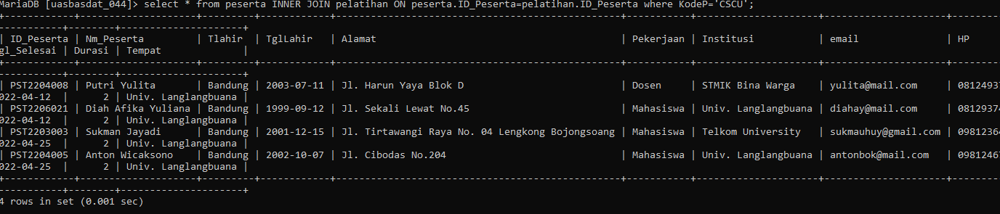 MariaDB [uasbasdat_044]> select * from peserta INNER JOIN pelatihan ON peserta.ID_Peserta=pelatihan.ID_Peserta where KodeP='CSCU';
| ID_Peserta | Nm_Peserta | Tlahir | TglLahir | Alamat | Pekerjaan | Institusi | email | HP
gl_Selesai | Durasi | Tempat |
| PST2204008 | Putri Yulita | Bandung | 2003-07-11 | Jl. Harun Yaya Blok D | Dosen | STMIK Bina Warga | yulita@mail.com | 0812493
022-04-12 | 2 | Univ. Langlangbuana |
| PST2206021 | Diah Afika Yuliana | Bandung | 1999-09-12 | Jl. Sekali Lewat No.45 | Mahasiswa | Univ. Langlangbuana | diahay@mail.com | 08129374
022-04-12 | 2 | Univ. Langlangbuana |
| PST2203003 | Sukman Jayadi | Bandung | 2001-12-15 | Jl. Tirtawangi Raya No. 04 Lengkong Bojongsoang | Mahasiswa | Telkom University | sukmauhuy@gmail.com | 09812364
022-04-25 | 2 | Univ. Langlangbuana |
| PST2204005 | Anton Wicaksono | Bandung | 2002-10-07 | Jl. Cibodas No.204 | Mahasiswa | Univ. Langlangbuana | antonbok@mail.com | 0981246
022-04-25 | 2 | Univ. Langlangbuana |
4 rows in set (0.001 sec)